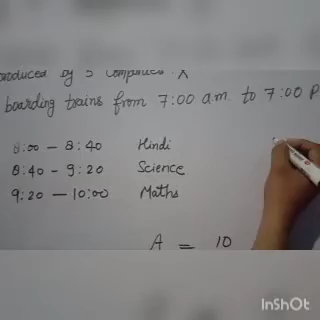 produced by 5 companies X
boarding trains from 7:00 a.m. to 7:00 P
8:00 - 8:40 Hindi
8:40 - 9:20 Science
9:20 - 10:00 Maths
A = 10
InShOt